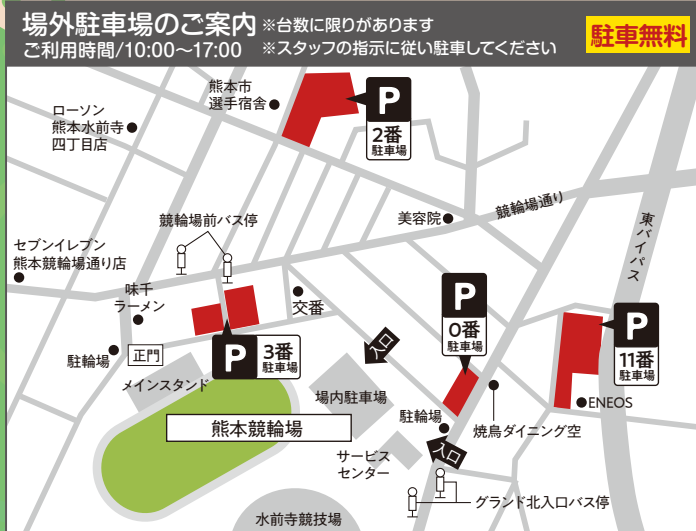 場外駐車場のご案内 ※台数に限りがあります
ご利用時間/10:00〜17:00 ※スタッフの指示に従い駐車してください
駐車無料
熊本市
選手宿舎
P
2番
駐車場
ローソン
熊本水前寺
四丁目店
競輪場前バス停
美容院
競輪場通り
東バイパス
セブンイレブン
熊本競輪場通り店
味千
ラーメン
交番
P
0番
駐車場
P
11番
駐車場
入口
駐輪場
正門
P
3番
駐車場
メインスタンド
場内駐車場
ENEOS
熊本競輪場
駐輪場
焼鳥ダイニング空
入口
サービス
センター
グランド北入口バス停
水前寺競技場